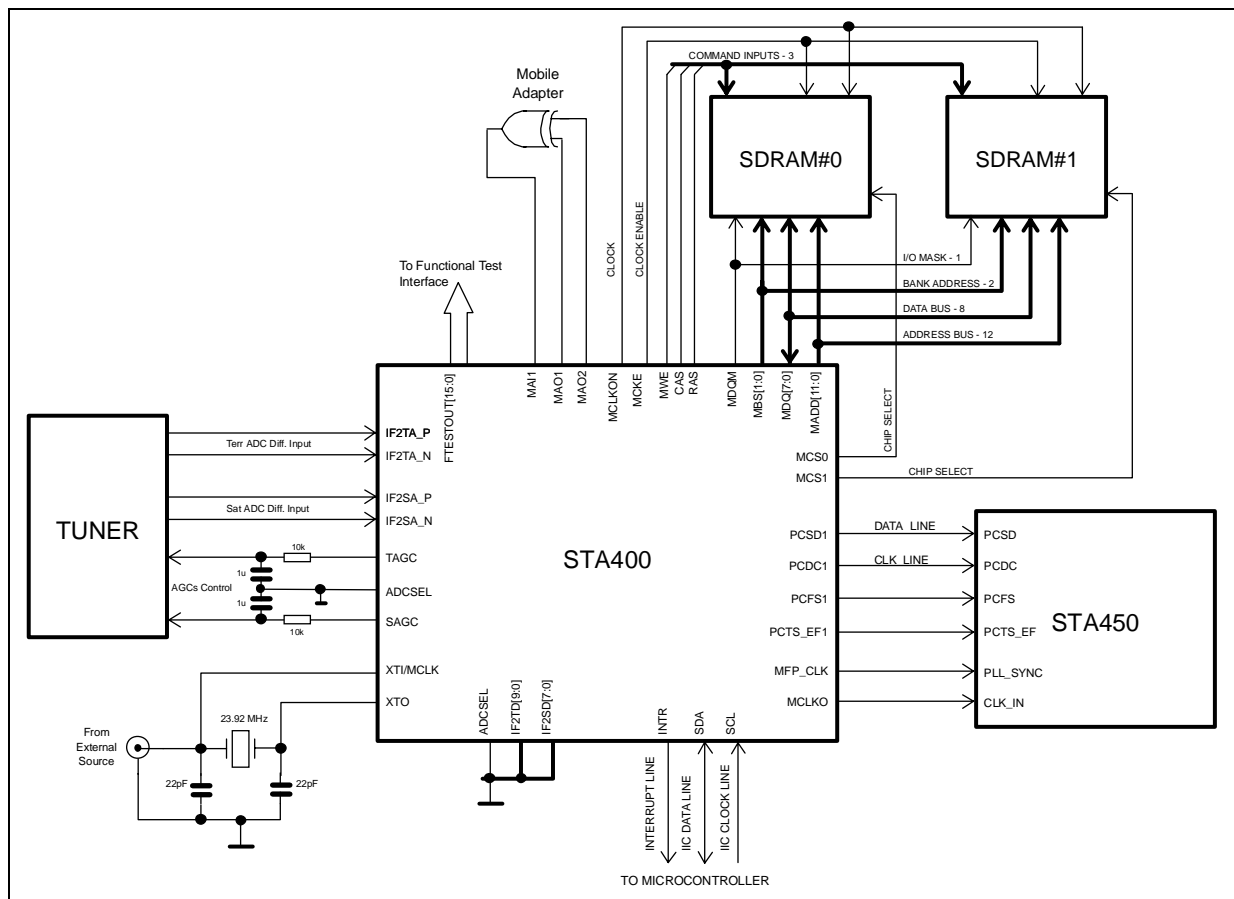 COMMAND INPUTS - 3
Mobile
Adapter
SDRAM#0
SDRAM#1
CLOCK
CLOCK ENABLE
To Functional Test
Interface
I/O MASK - 1
BANK ADDRESS - 2
DATA BUS - 8
ADDRESS BUS - 12
FTESTOUT[15:0]
MAI1
MAO1
MAO2
MCLKON
MCKE
MWE
CAS
RAS
MDQM
MBS[1:0]
MDQ[7:0]
MADD[11:0]
CHIP SELECT
MCS0
MCS1
CHIP SELECT
TUNER
Terr ADC Diff. Input
Sat ADC Diff. Input
IF2TA_P
IF2TA_N
IF2SA_P
IF2SA_N
10k
TAGC
1u
AGCs Control
ADCSEL
1u
SAGC
10k
STA400
PCSD1
DATA LINE
PCSD
PCDC1
CLK LINE
PCDC
PCFS1
PCFS
STA450
PCTS_EF1
PCTS_EF
MFP_CLK
PLL_SYNC
MCLKO
CLK_IN
XTI/MCLK
XTO
23.92 MHz
From
External
Source
22pF
22pF
ADCSEL
IF2TD[9:0]
IF2SD[7:0]
INTR
SDA
SCL
INTERRUPT LINE
IIC DATA LINE
IIC CLOCK LINE
TO MICROCONTROLLER